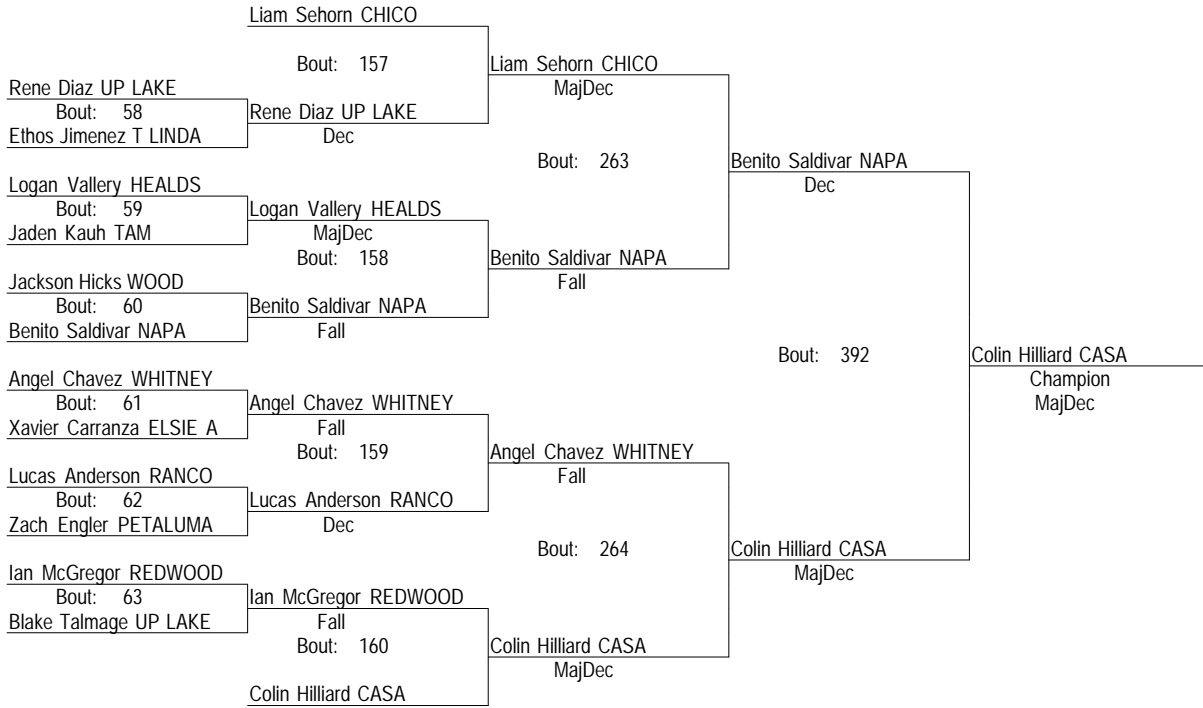 Liam Sehorn CHICO
Bout: 157
Liam Sehorn CHICO
MajDec
Rene Diaz UP LAKE
Bout: 58
Ethos Jimenez T LINDA
Rene Diaz UP LAKE
Dec
Bout: 263
Benito Saldivar NAPA
Dec
Logan Vallery HEALDS
Bout: 59
Jaden Kauh TAM
Logan Vallery HEALDS
MajDec
Bout: 158
Benito Saldivar NAPA
Fall
Jackson Hicks WOOD
Bout: 60
Benito Saldivar NAPA
Benito Saldivar NAPA
Fall
Bout: 392
Colin Hilliard CASA
Champion
MajDec
Angel Chavez WHITNEY
Bout: 61
Xavier Carranza ELSIE A
Angel Chavez WHITNEY
Fall
Bout: 159
Angel Chavez WHITNEY
Fall
Lucas Anderson RANCO
Bout: 62
Zach Engler PETALUMA
Lucas Anderson RANCO
Dec
Bout: 264
Colin Hilliard CASA
MajDec
Ian McGregor REDWOOD
Bout: 63
Blake Talmage UP LAKE
Ian McGregor REDWOOD
Fall
Bout: 160
Colin Hilliard CASA
MajDec
Colin Hilliard CASA